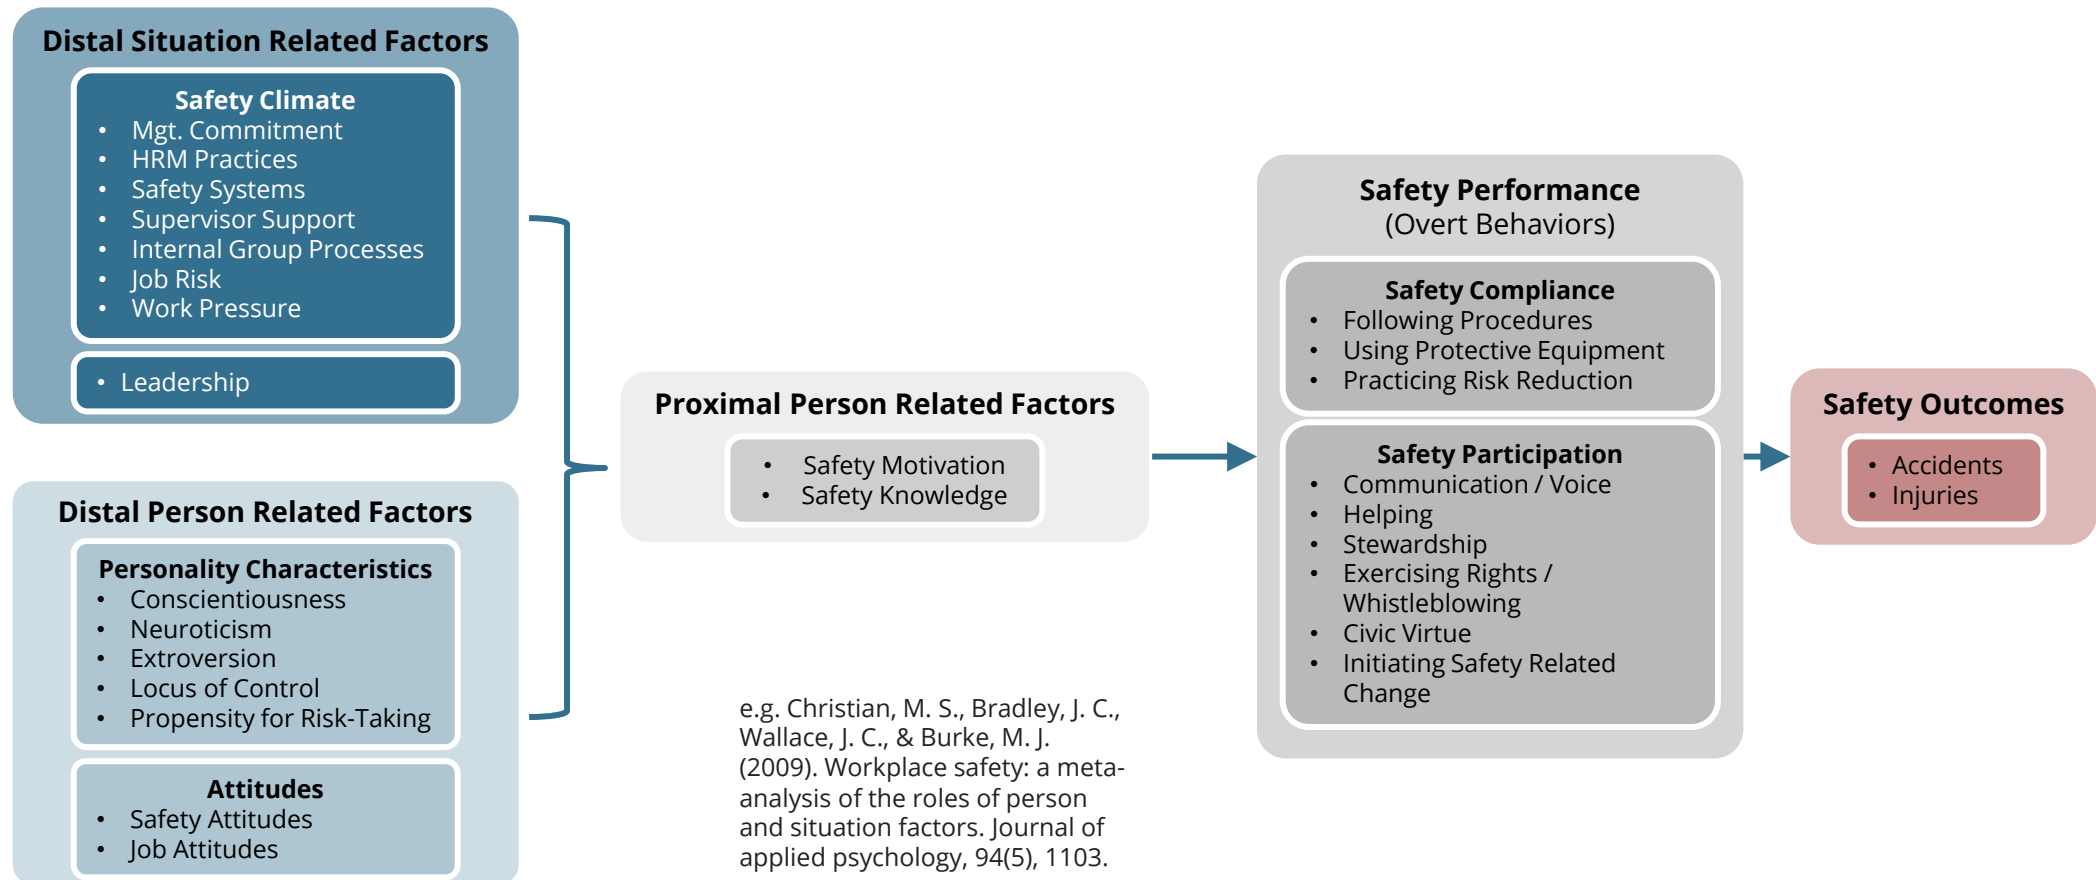 Distal Situation Related Factors
Safety Climate
• Mgt. Commitment
• HRM Practices
• Safety Systems
• Supervisor Support
• Internal Group Processes
• Job Risk
• Work Pressure
• Leadership
Distal Person Related Factors
Personality Characteristics
• Conscientiousness
• Neuroticism
• Extroversion
• Locus of Control
• Propensity for Risk-Taking
Attitudes
• Safety Attitudes
• Job Attitudes
Proximal Person Related Factors
• Safety Motivation
• Safety Knowledge
e.g. Christian, M. S., Bradley, J. C.,
Wallace, J. C., & Burke, M. J.
(2009). Workplace safety: a meta-
analysis of the roles of person
and situation factors. Journal of
applied psychology, 94(5), 1103.
Safety Performance
(Overt Behaviors)
Safety Compliance
• Following Procedures
• Using Protective Equipment
• Practicing Risk Reduction
Safety Participation
• Communication / Voice
• Helping
• Stewardship
• Exercising Rights /
Whistleblowing
• Civic Virtue
• Initiating Safety Related
Change
Safety Outcomes
• Accidents
• Injuries